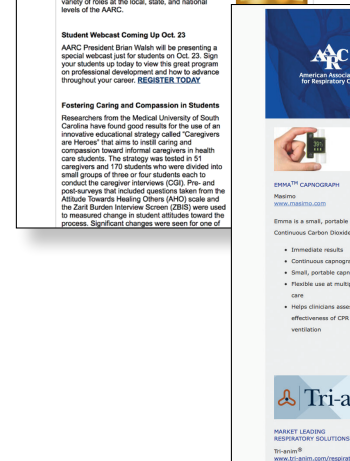 variety of roles at the local, state, and national
levels of the AARC.
Student Webcast Coming Up Oct. 23
AARC President Brian Walsh will be presenting a
special webcast just for students on Oct. 23. Sign
your students up today to view this great program
on professional development and how to advance
throughout your career. REGISTER TODAY
Fostering Caring and Compassion in Students
Researchers from the Medical University of South
Carolina have found good results for the use of an
innovative educational strategy called "Caregivers
are Heroes" that aims to instill caring and
compassion toward informal caregivers in health
care students. The strategy was tested in 51
caregivers and 170 students who were divided into
small groups of three or four students each to
conduct the caregiver interviews (CGI). Pre- and
post-surveys that included questions taken from the
Attitude Towards Healing Others (AHO) scale and
the Zarit Burden Interview Screen (ZBIS) were used
to measured change in student attitudes toward the
process. Significant changes were seen for one of
AARC
American Associa
for Respiratory C
EMMA™ CAPNOGRAPH
Masimo
www.masimo.com
Emma is a small, portable
Continuous Carbon Dioxide
• Immediate results
• Continuous capnogra
• Small, portable capn
• Flexible use at multip
care
• Helps clinicians asses
effectiveness of CPR
ventilation
Tri-a
MARKET LEADING
RESPIRATORY SOLUTIONS
Tri-anim®
www.tri-anim.com/respirat